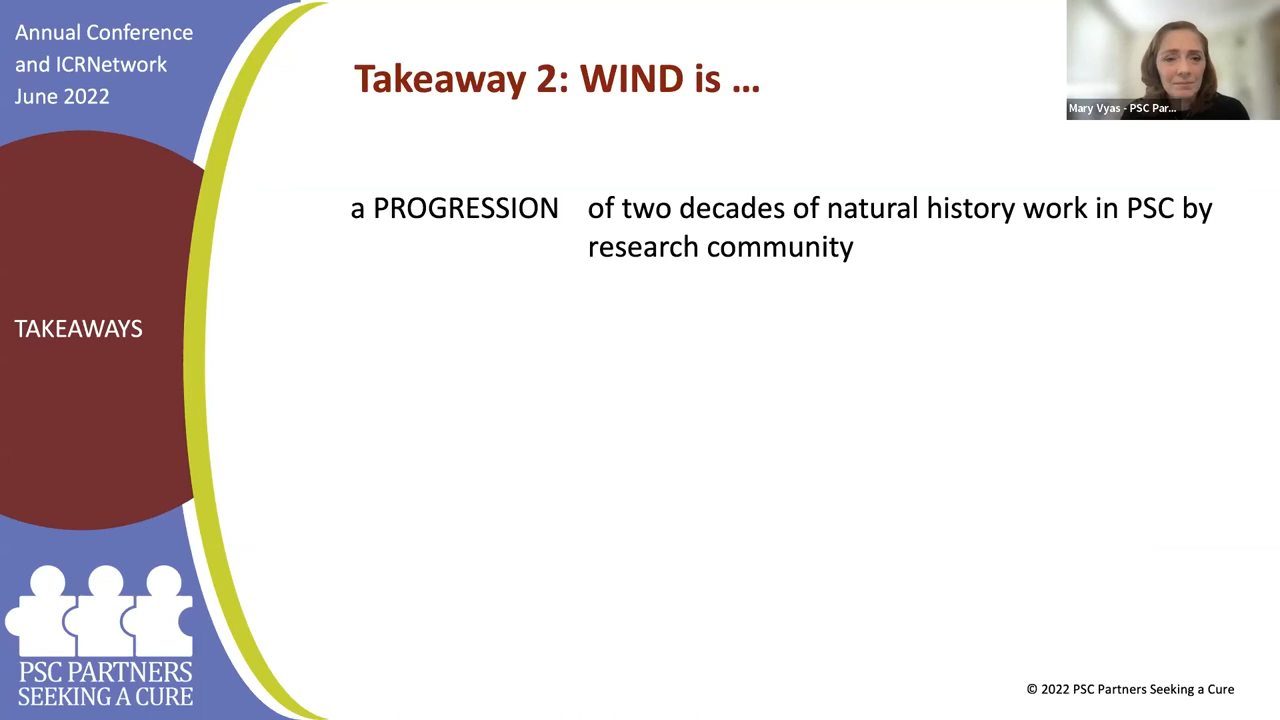 Annual Conference
and ICRNetwork
June 2022
Takeaway 2: WIND is ...
Mary Vyas - PSC Par...
a PROGRESSION of two decades of natural history work in PSC by
research community
TAKEAWAYS
PSC PARTNERS
SEEKING A CURE
© 2022 PSC Partners Seeking a Cure